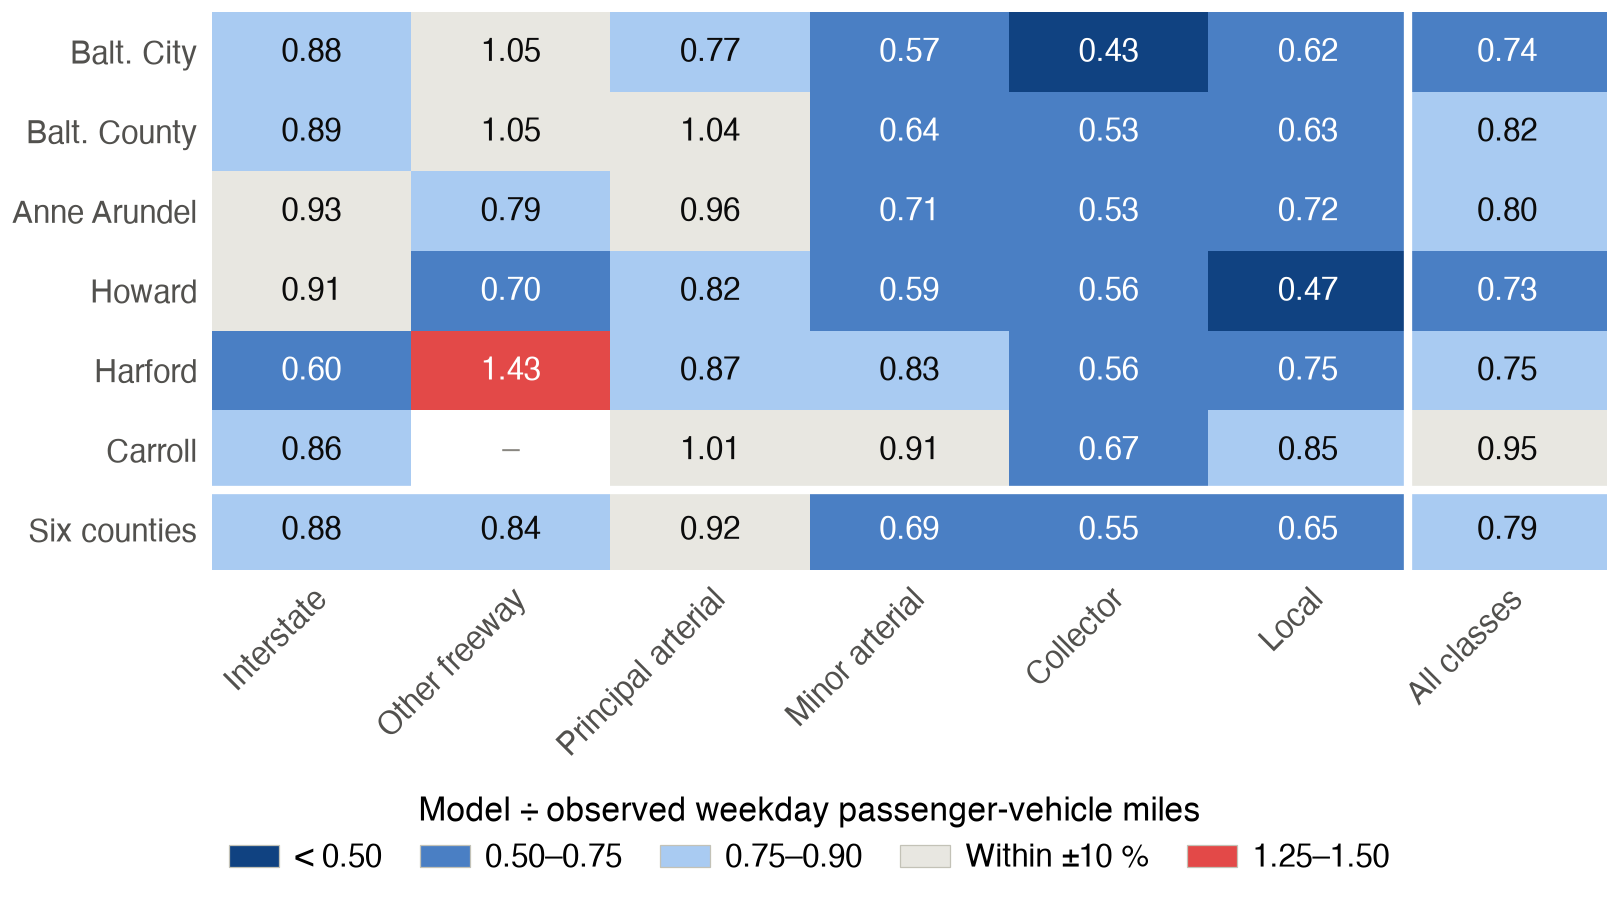 Balt. City 0.88 1.05 0.77 0.57 0.43 0.62 0.74
Balt. County 0.89 1.05 1.04 0.64 0.53 0.63 0.82
Anne Arundel 0.93 0.79 0.96 0.71 0.53 0.72 0.80
Howard 0.91 0.70 0.82 0.59 0.56 0.47 0.73
Harford 0.60 1.43 0.87 0.83 0.56 0.75 0.75
Carroll 0.86 – 1.01 0.91 0.67 0.85 0.95
Six counties 0.88 0.84 0.92 0.69 0.55 0.65 0.79
Interstate
Other freeway
Principal arterial
Minor arterial
Collector
Local
All classes
Model ÷ observed weekday passenger-vehicle miles
< 0.50 0.50–0.75 0.75–0.90 Within ±10 % 1.25–1.50